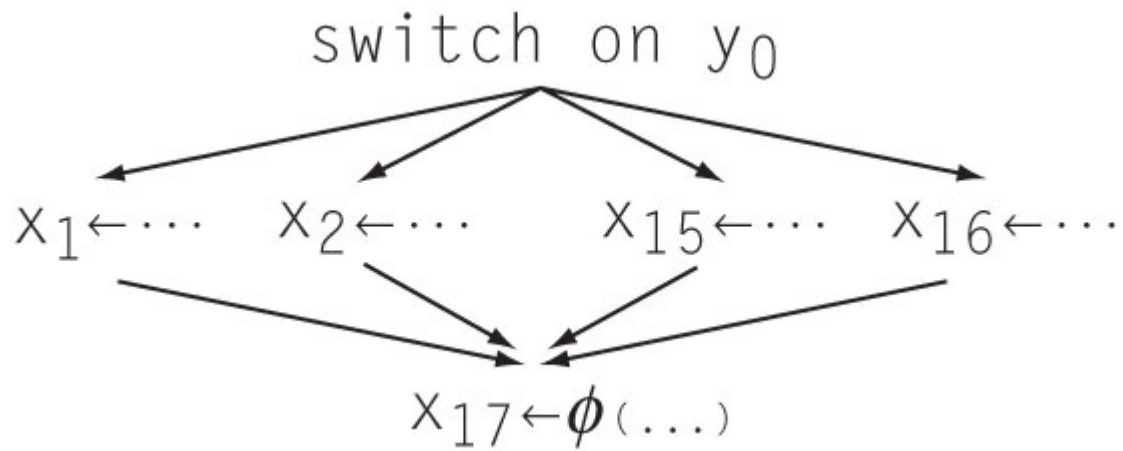 switch on y₀
x₁←··· x₂←··· x₁₅←··· x₁₆←···
x₁₇←ϕ(...)